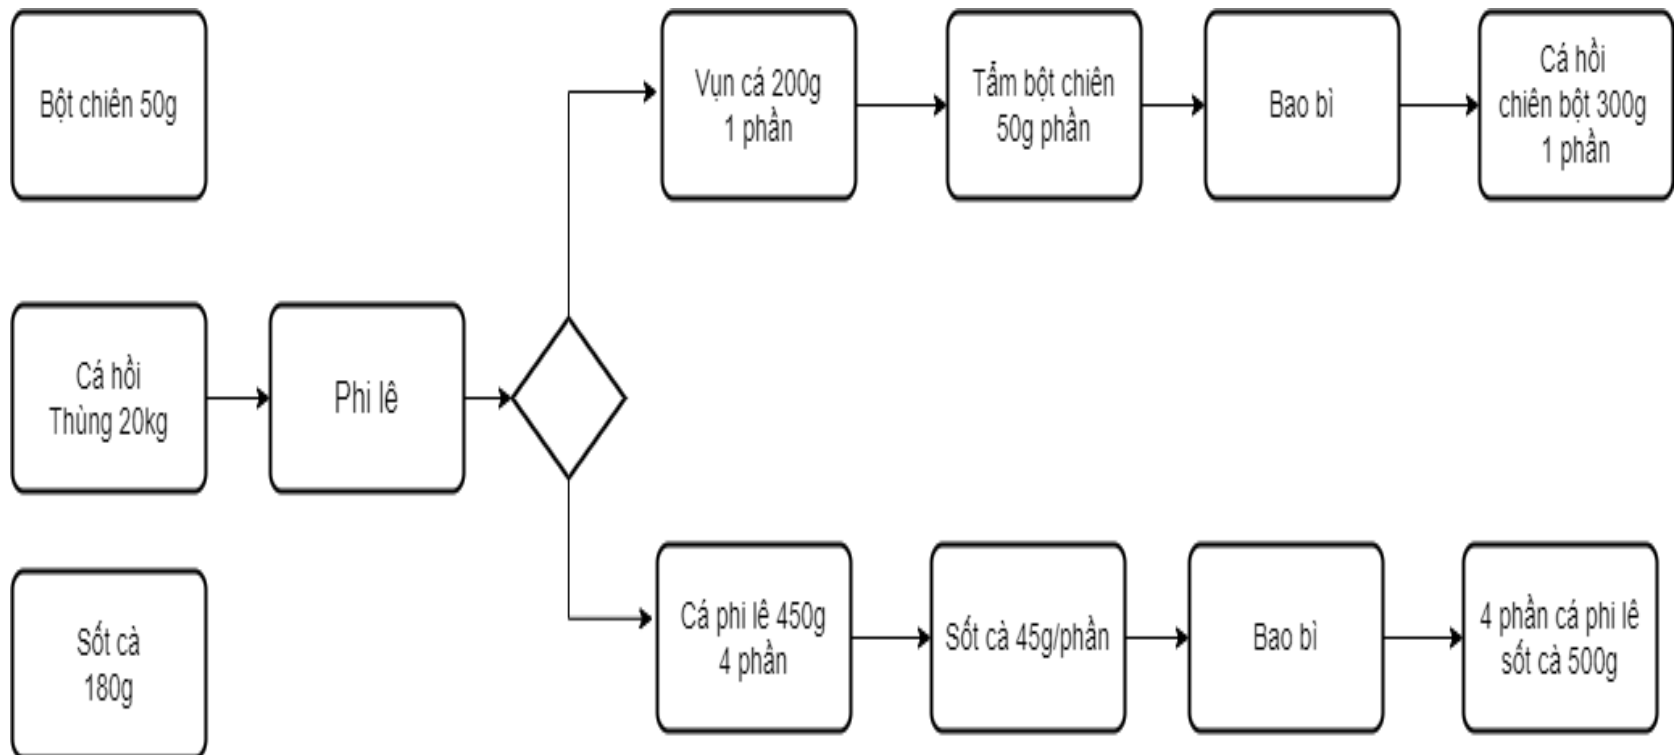 Bột chiên 50g
Vụn cá 200g
1 phần
Tẩm bột chiên
50g phần
Bao bì
Cá hồi
chiên bột 300g
1 phần
Cá hồi
Thùng 20kg
Phi lê
Sốt cà
180g
Cá phi lê 450g
4 phần
Sốt cà 45g/phần
Bao bì
4 phần cá phi lê
sốt cà 500g